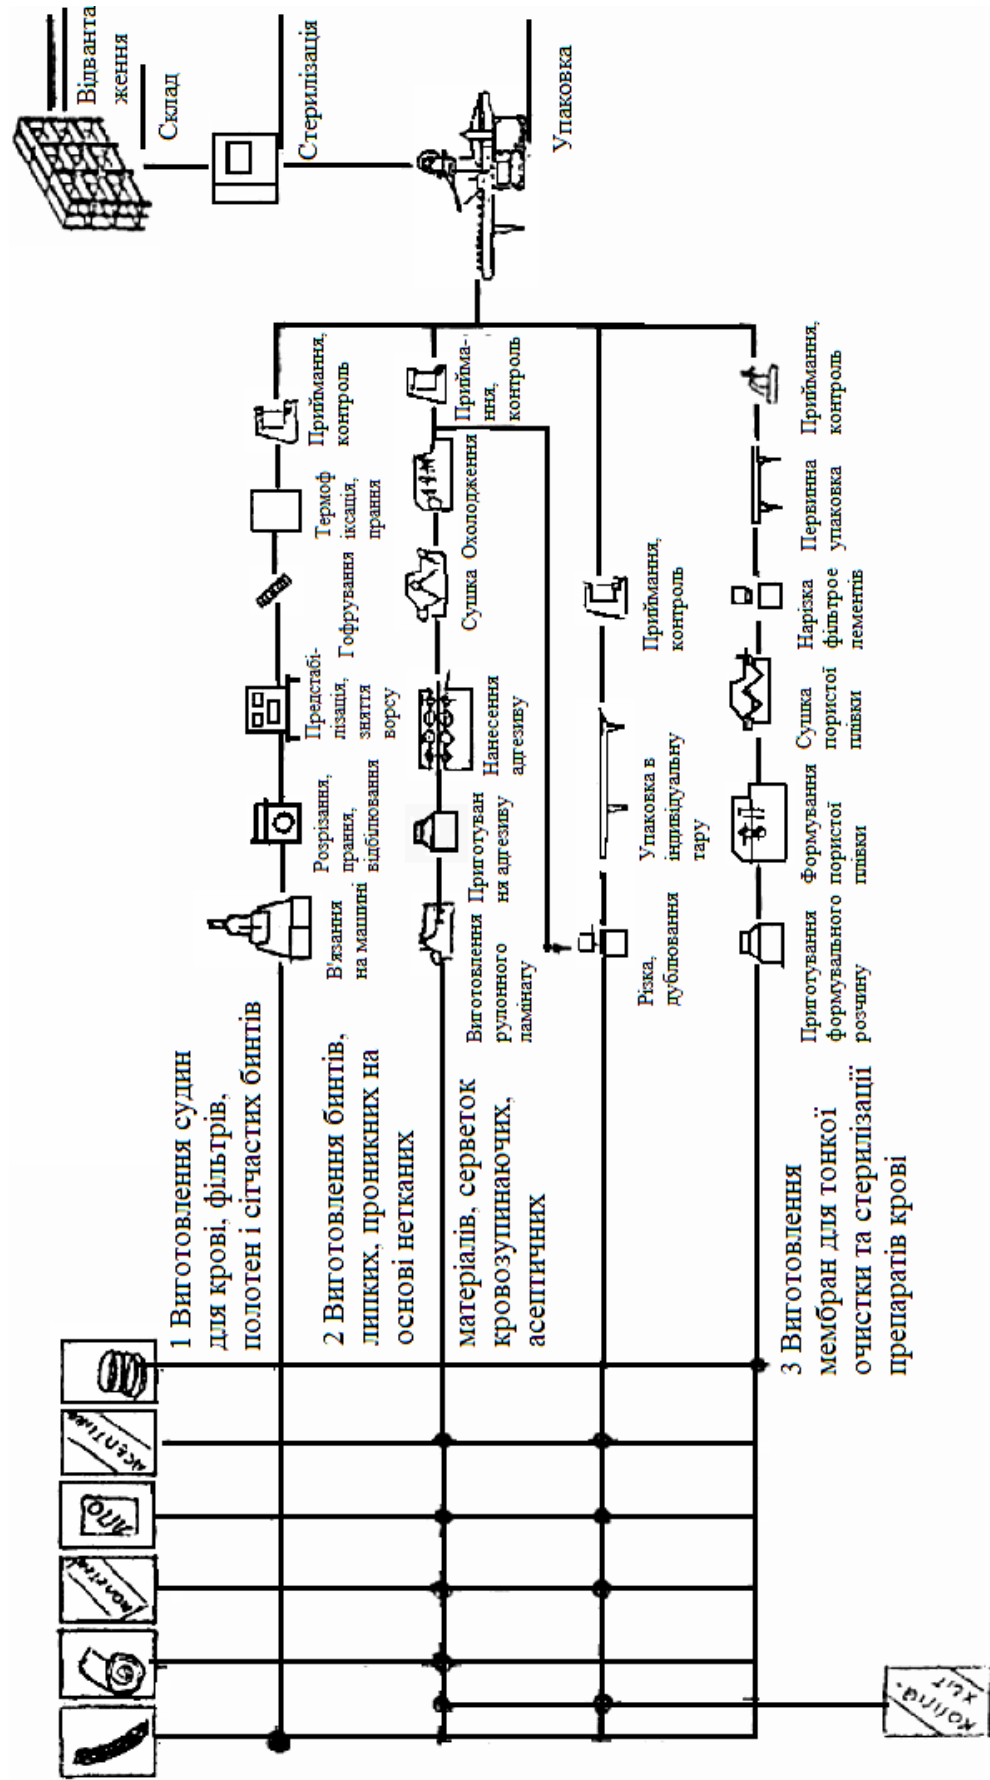 Відванта
ження
Склад
Стерилізація
Упаковка
Приймання,
контроль
Термоф
іксація,
прання
Гофрування
Предстабі-
лізація,
зняття
ворсу
Розрізання,
прання,
відбілювання
В'язання
на машині
1 Виготовлення судин
для крові, фільтрів,
полотен і сітчастих бинтів
Прийма-
ння,
контроль
Охолодження
Сушка
Нанесення
адгезиву
Приготуван
ня адгезиву
Виготовлення
рулонного
ламінату
2 Виготовлення бинтів,
липких, проникних на
основі нетканих
матеріалів, серветок
кровозупинаючих,
асептичних
Приймання,
контроль
Упаковка в
індивідуальну
тару
Різка,
дублювання
Приймання,
контроль
Первинна
упаковка
Нарізка
фільтрое
лементів
Сушка
пористої
плівки
Формування
пористої
плівки
Приготування
формувального
розчину
3 Виготовлення
мембран для тонкої
очистки та стерилізації
препаратів крові